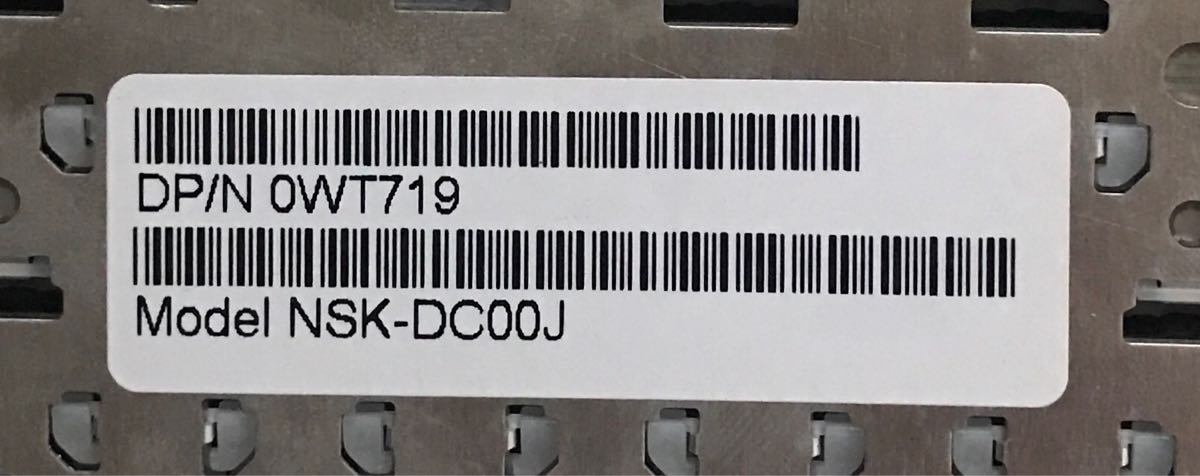 DP/N 0WT719
Model NSK-DC00J